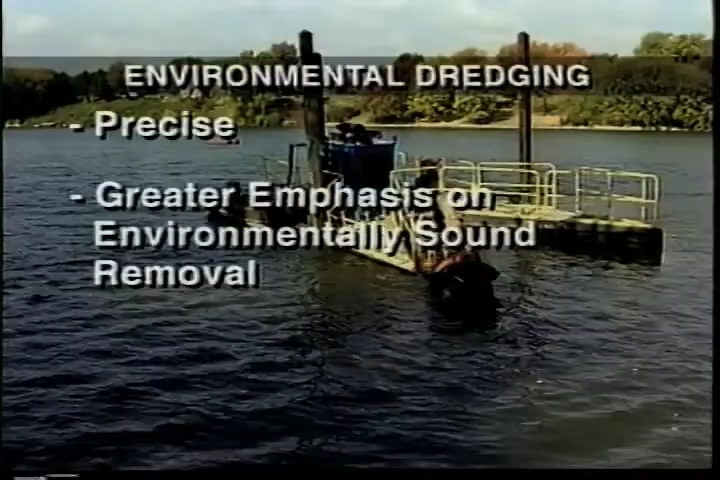 ENVIRONMENTAL DREDGING
- Precise
- Greater Emphasis on
Environmentally Sound
Removal